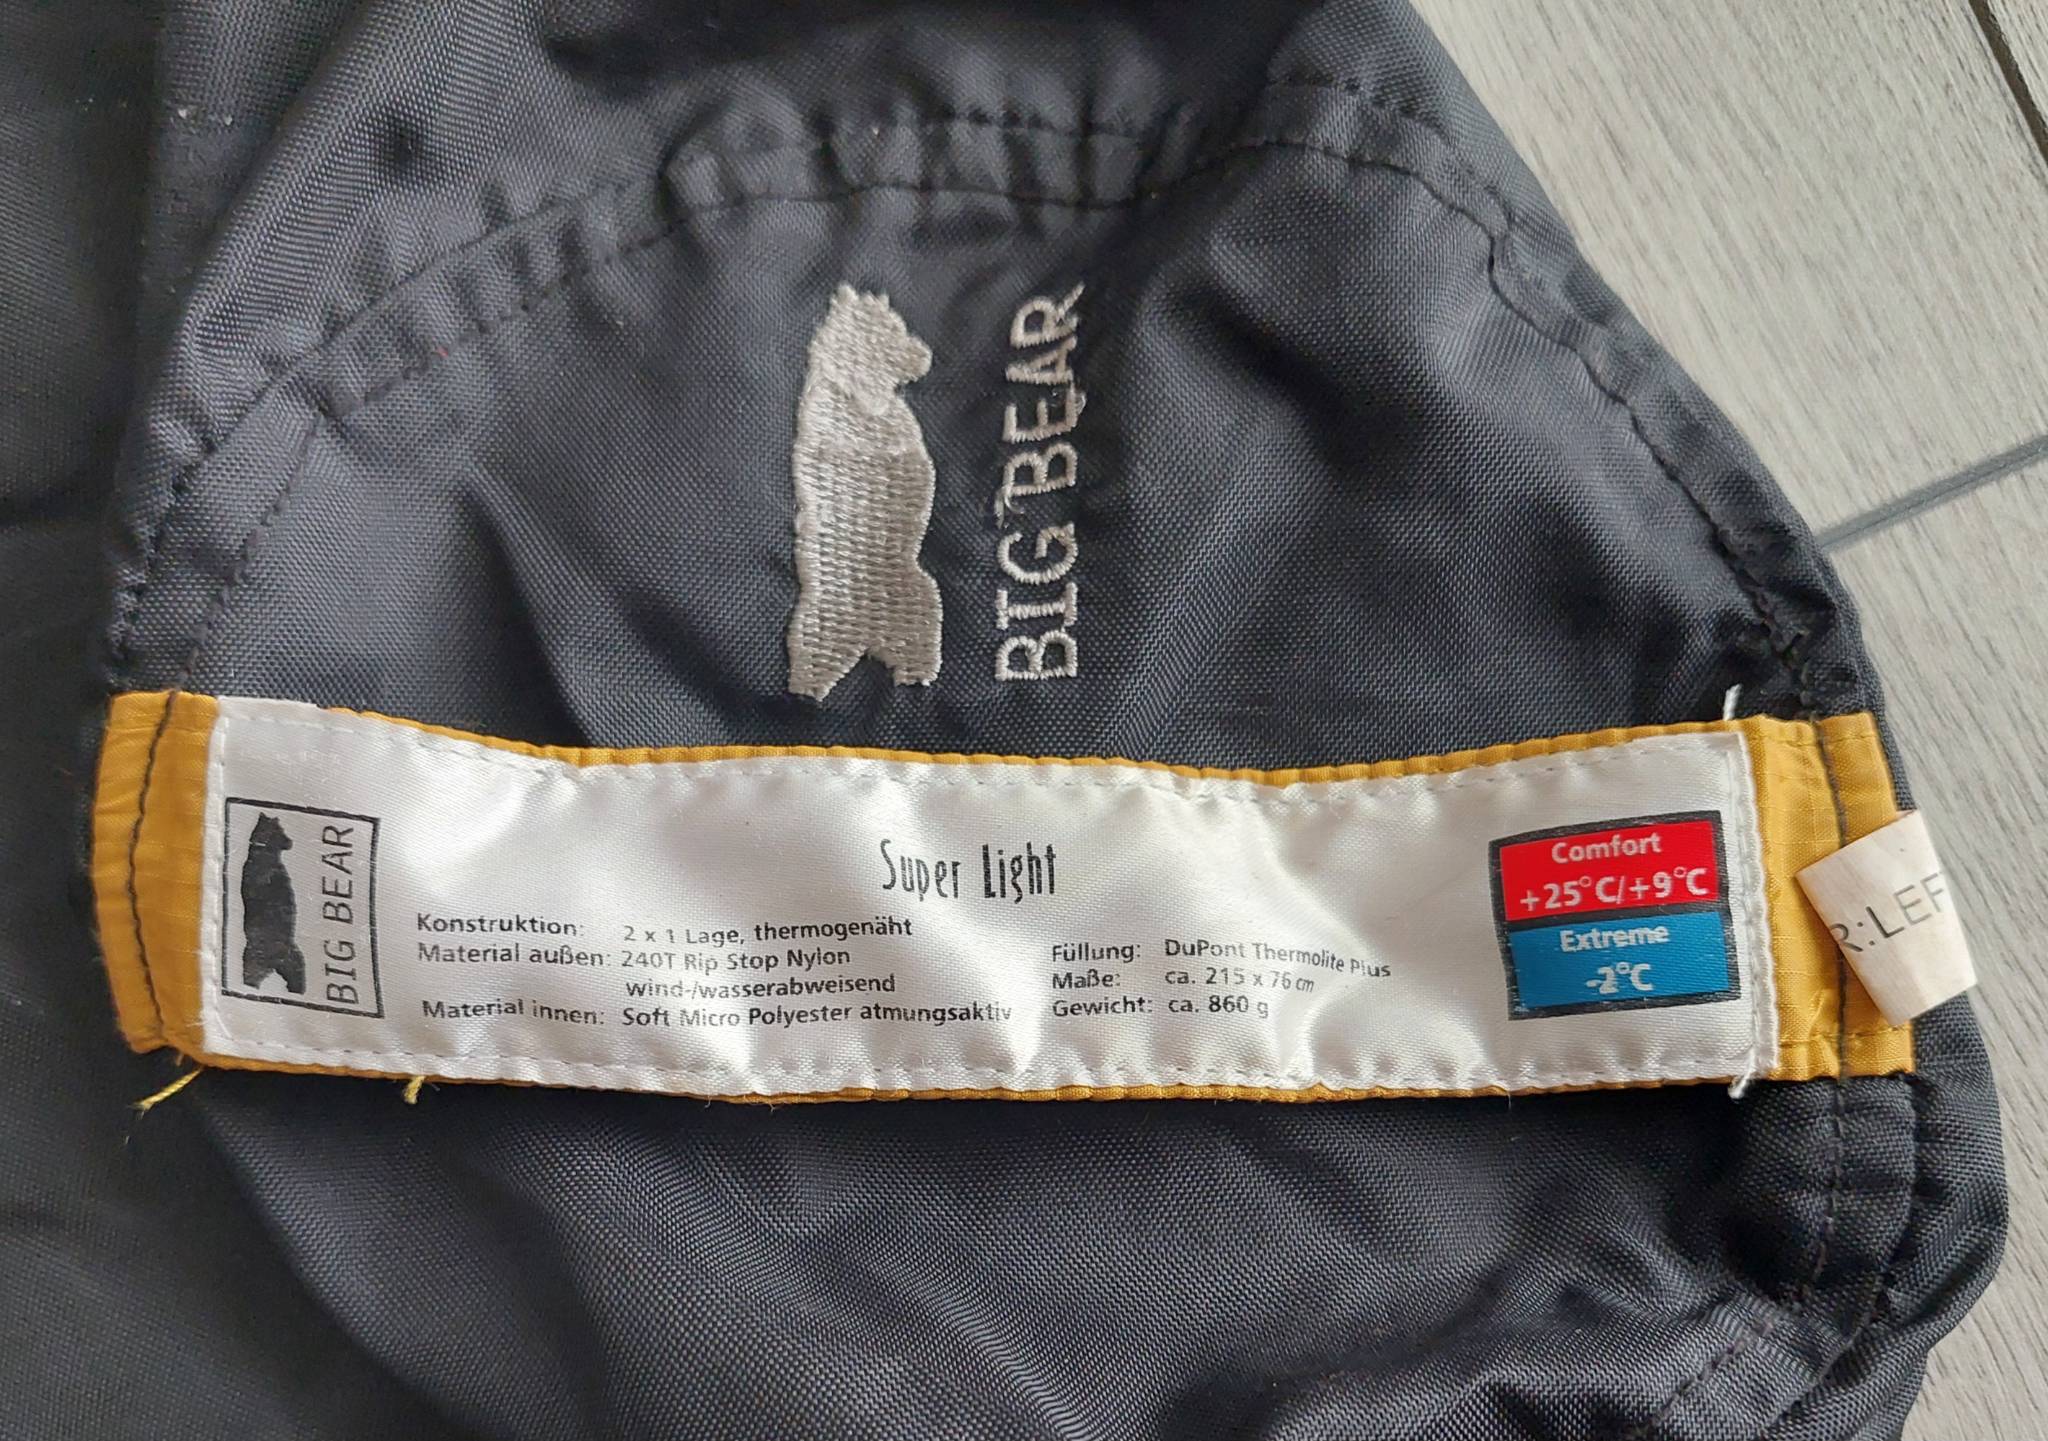 BIG BEAR
BIG BEAR
Super Light
Konstruktion: 2 x 1 Lage, thermogenäht
Material außen: 240T Rip Stop Nylon
wind-/wasserabweisend
Material innen: Soft Micro Polyester atmungsaktiv
Füllung: DuPont Thermolite Plus
Maße: ca. 215 x 76 cm
Gewicht: ca. 860 g
Comfort
+25°C/+9°C
Extreme
-2°C
R:LEF